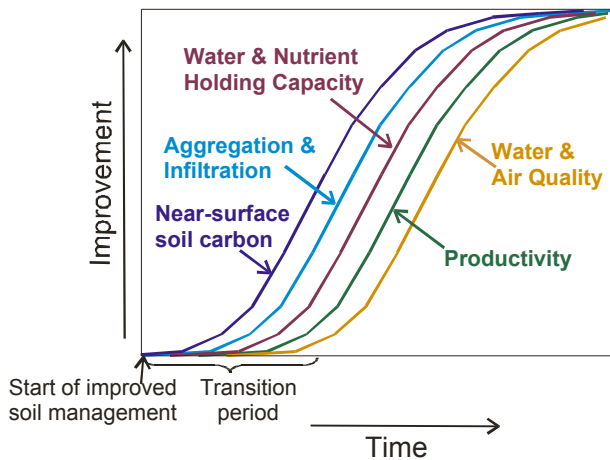 Water & Nutrient
Holding Capacity
Aggregation &
Infiltration
Water &
Air Quality
Near-surface
soil carbon
Productivity
Improvement
Start of improved
soil management
Transition
period
Time